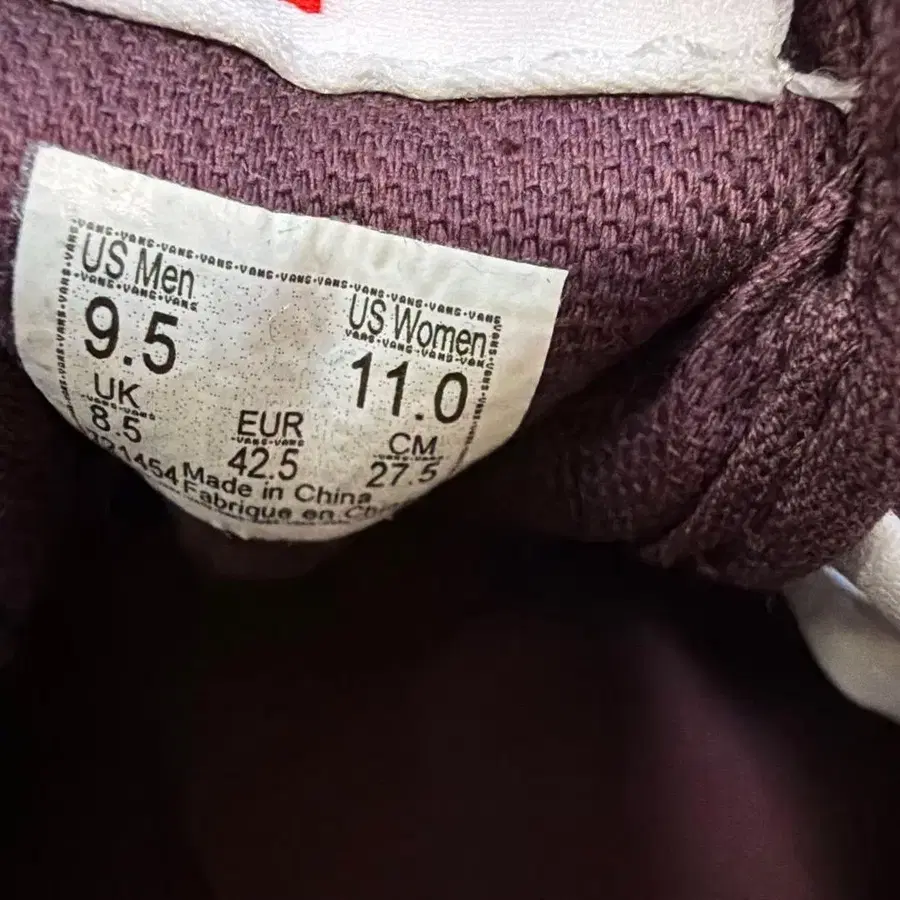 US Men
9.5
US Women
11.0
UK
8.5
EUR
42.5
CM
27.5
Made in China
Fabrique en